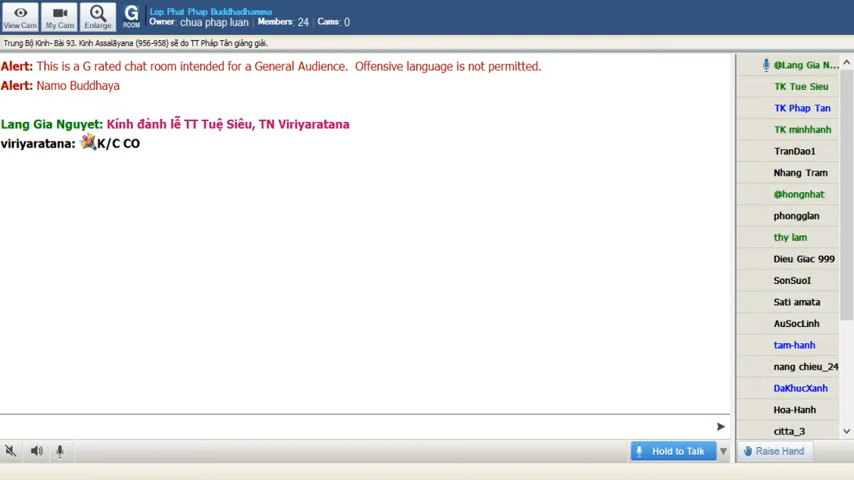 View Cam
My Cam
Enlarge
G
ROOM
Lop Phat Phap Buddhadhamma
Owner: chua phap luan Members: 24 Cams: 0
Trung Bộ Kinh- Bài 93. Kinh Assalāyana (956-958) sẽ do TT Pháp Tân giảng giải.
Alert: This is a G rated chat room intended for a General Audience. Offensive language is not permitted.
Alert: Namo Buddhaya
Lang Gia Nguyet: Kính đảnh lễ TT Tuệ Siêu, TN Viriyaratana
viriyaratana: K/C CO
@Lang Gia N...
TK Tue Sieu
TK Phap Tan
TK minhhanh
TranDao1
Nhang Tram
@hongnhat
phongglan
thy lam
Dieu Giac 999
SonSuoI
Sati amata
AuSocLinh
tam-hanh
nang chieu_24
DaKhucXanh
Hoa-Hanh
citta_3
Hold to Talk
Raise Hand